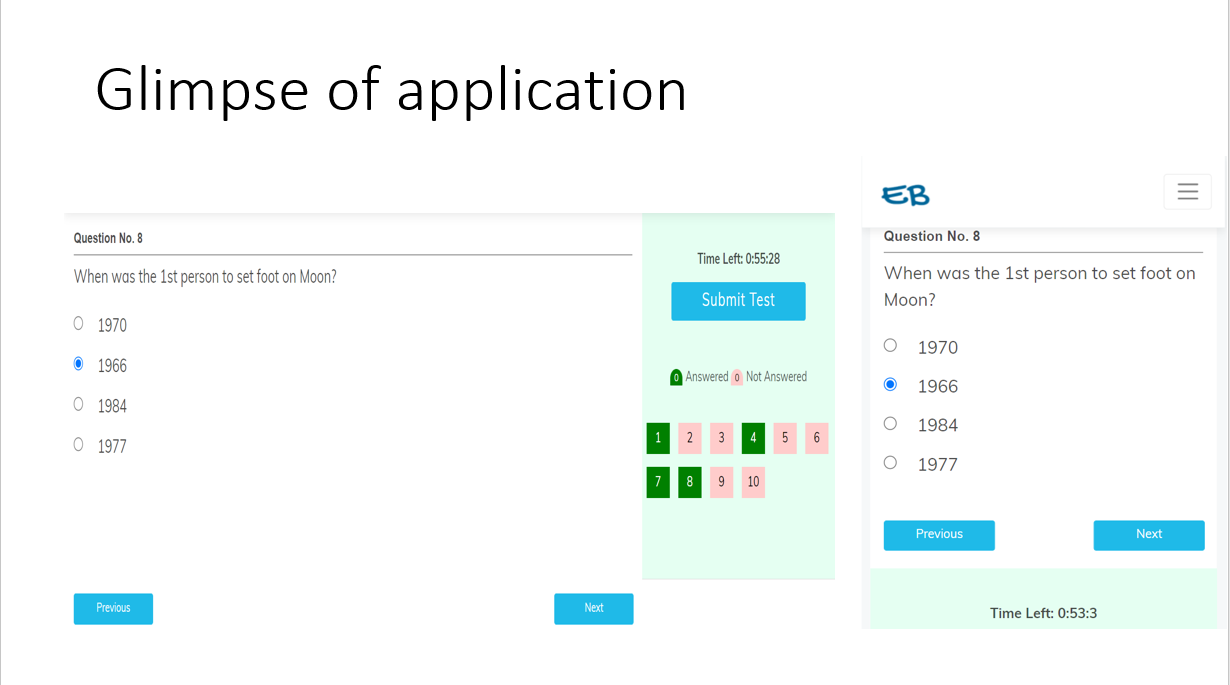 Glimpse of application
Question No. 8
When was the 1st person to set foot on Moon?
1970
1966
1984
1977
Previous
Next
Time Left: 0:55:28
Submit Test
0 Answered 0 Not Answered
1 2 3 4 5 6
7 8 9 10
EB
Question No. 8
When was the 1st person to set foot on
Moon?
1970
1966
1984
1977
Previous
Next
Time Left: 0:53:3